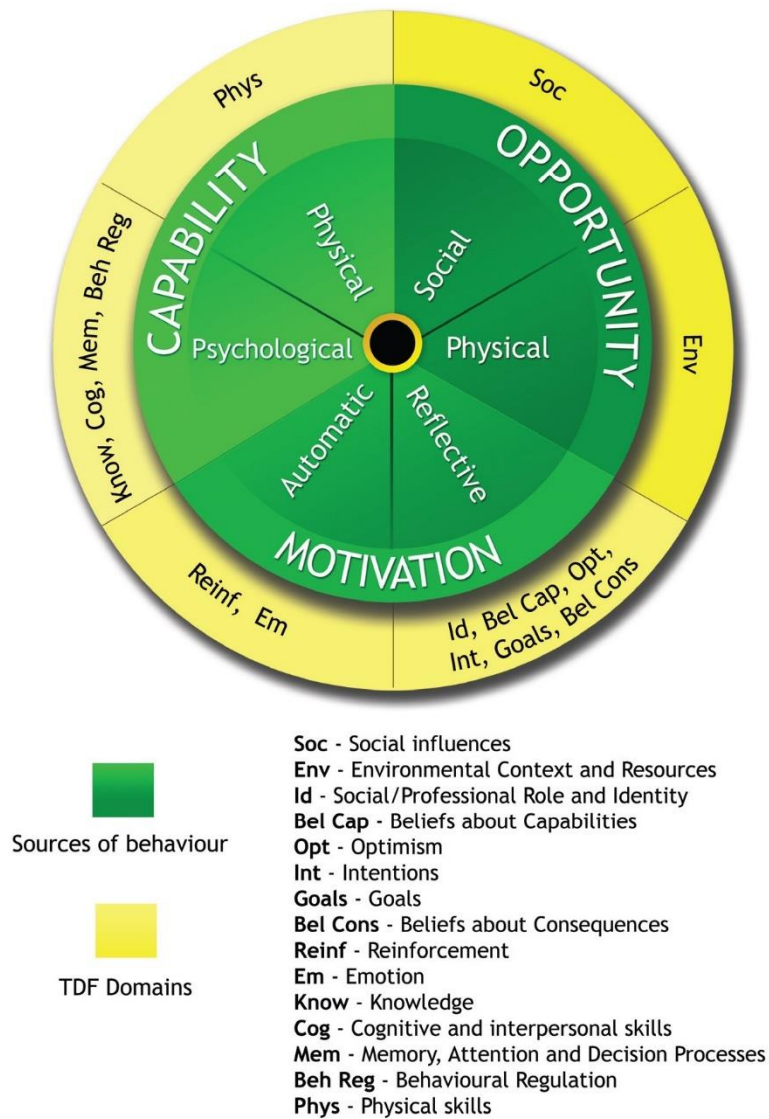 Phys
Soc
CAPABILITY
OPPORTUNITY
Physical
Social
Know, Cog, Mem, Beh Reg
Psychological
Physical
Env
Automatic
Reflective
MOTIVATION
Reinf, Em
Id, Bel Cap, Opt,
Int, Goals, Bel Cons
Sources of behaviour
TDF Domains
Soc - Social influences
Env - Environmental Context and Resources
Id - Social/Professional Role and Identity
Bel Cap - Beliefs about Capabilities
Opt - Optimism
Int - Intentions
Goals - Goals
Bel Cons - Beliefs about Consequences
Reinf - Reinforcement
Em - Emotion
Know - Knowledge
Cog - Cognitive and interpersonal skills
Mem - Memory, Attention and Decision Processes
Beh Reg - Behavioural Regulation
Phys - Physical skills